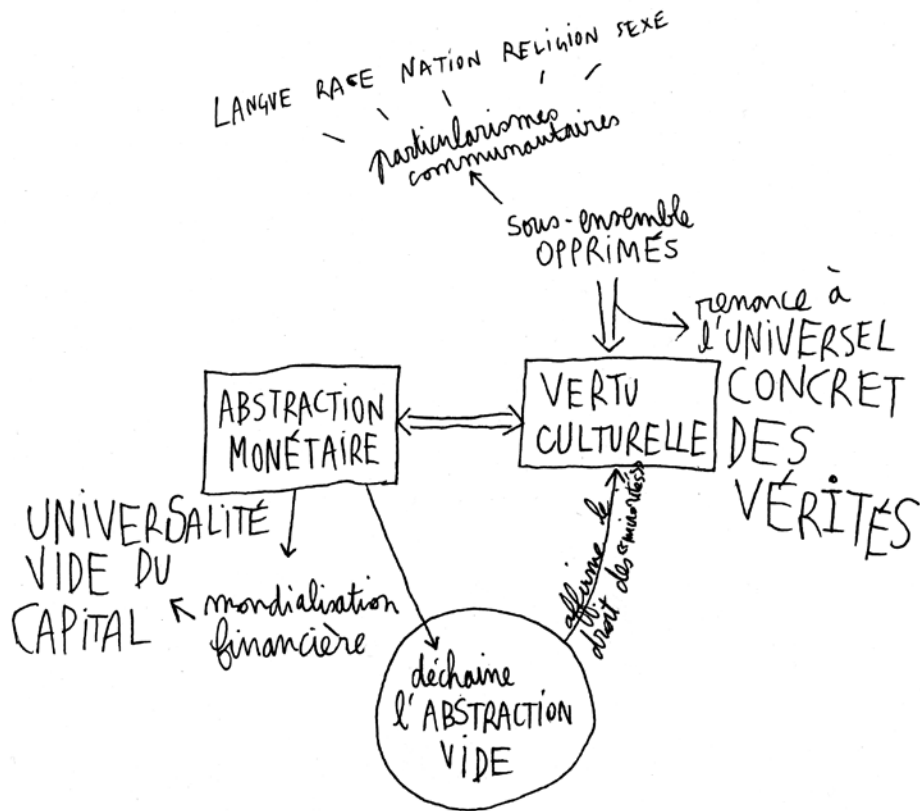 LANGUE RACE NATION RELIGION SEXE
particularismes
communautaires
sous-ensemble
OPPRIMÉS
renonce à
l'UNIVERSEL
CONCRET
DES
VÉRITÉS
ABSTRACTION
MONÉTAIRE
VERTU
CULTURELLE
UNIVERSALITÉ
VIDE DU
CAPITAL
mondialisation
financière
affirme le
droit des «minorités»
déchaine
l'ABSTRACTION
VIDE